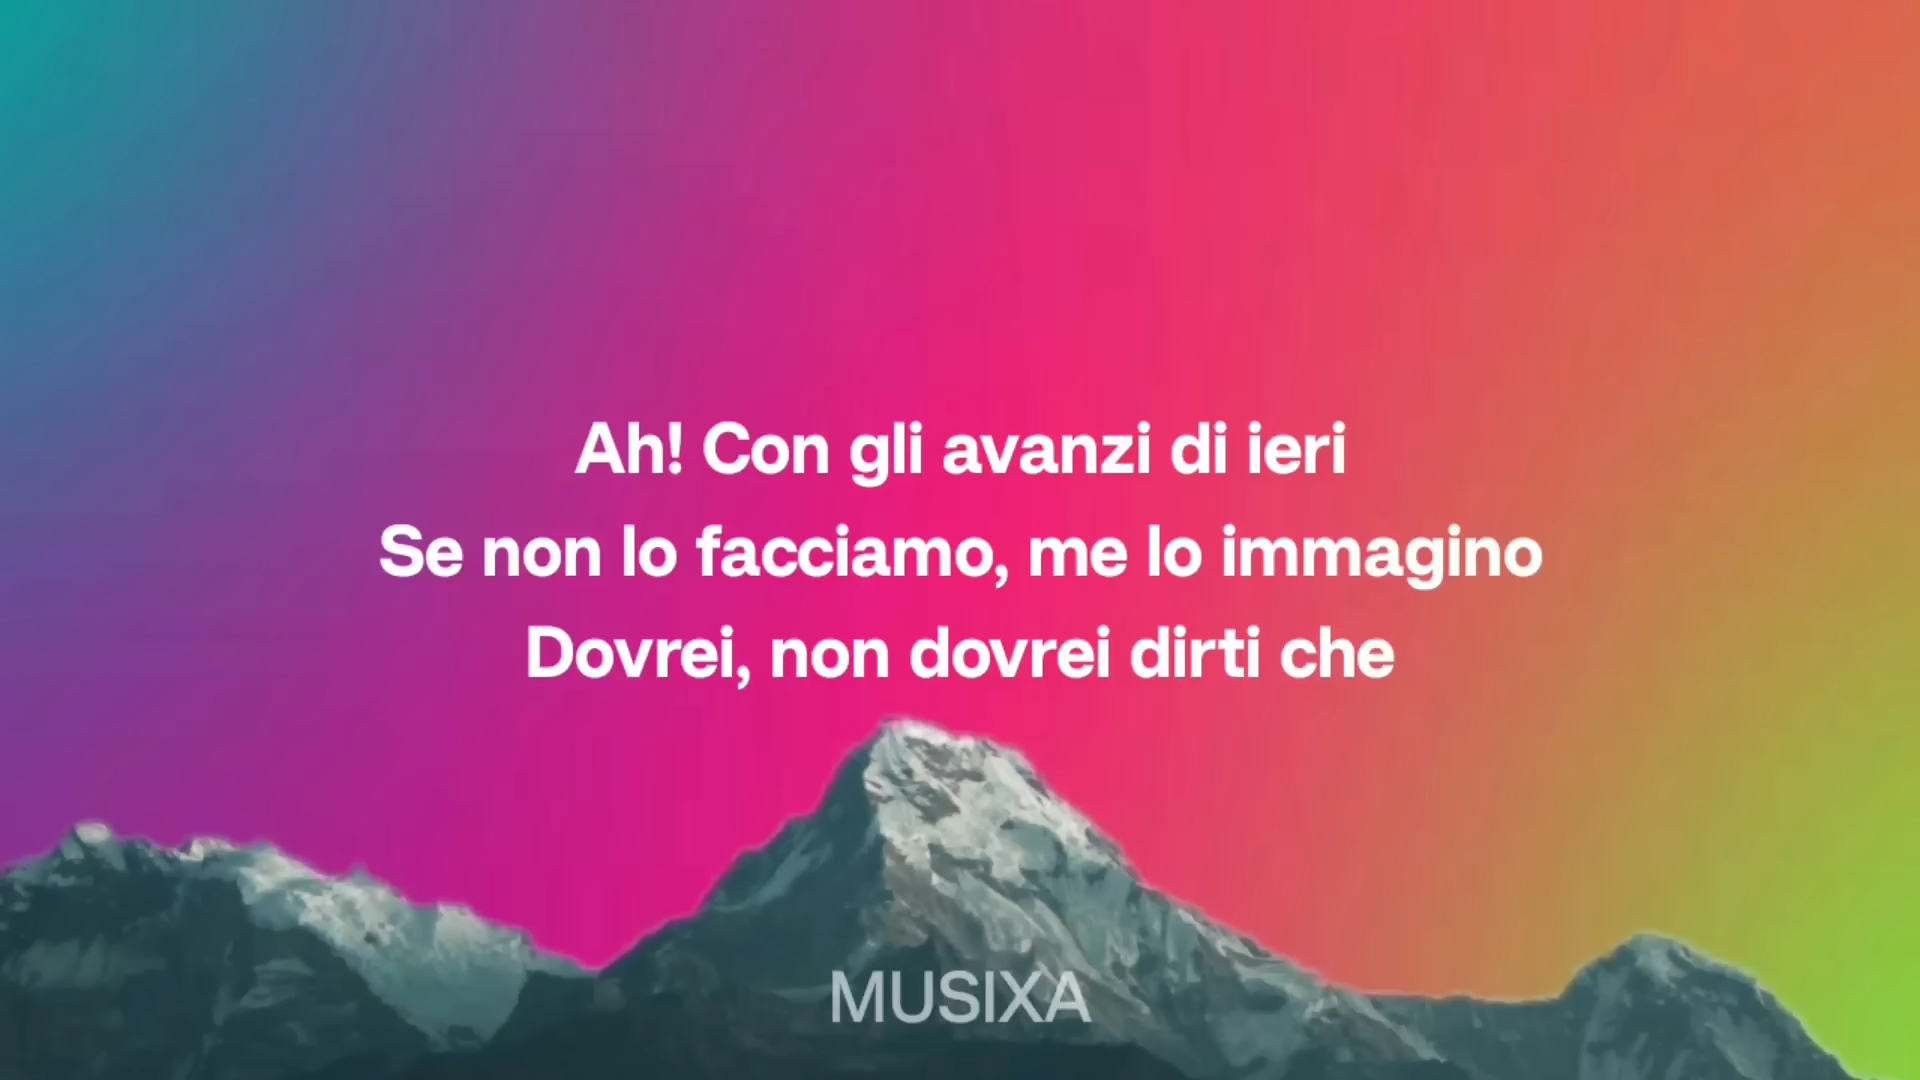 Ah! Con gli avanzi di ieri
Se non lo facciamo, me lo immagino
Dovrei, non dovrei dirti che
MUSIXA